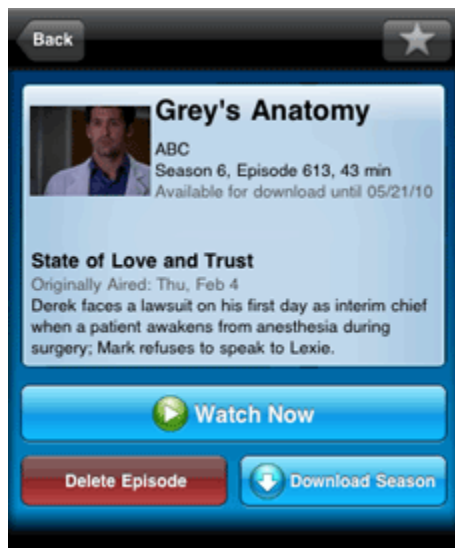 Back
Grey's Anatomy
ABC
Season 6, Episode 613, 43 min
Available for download until 05/21/10
State of Love and Trust
Originally Aired: Thu, Feb 4
Derek faces a lawsuit on his first day as interim chief
when a patient awakens from anesthesia during
surgery; Mark refuses to speak to Lexie.
Watch Now
Delete Episode
Download Season